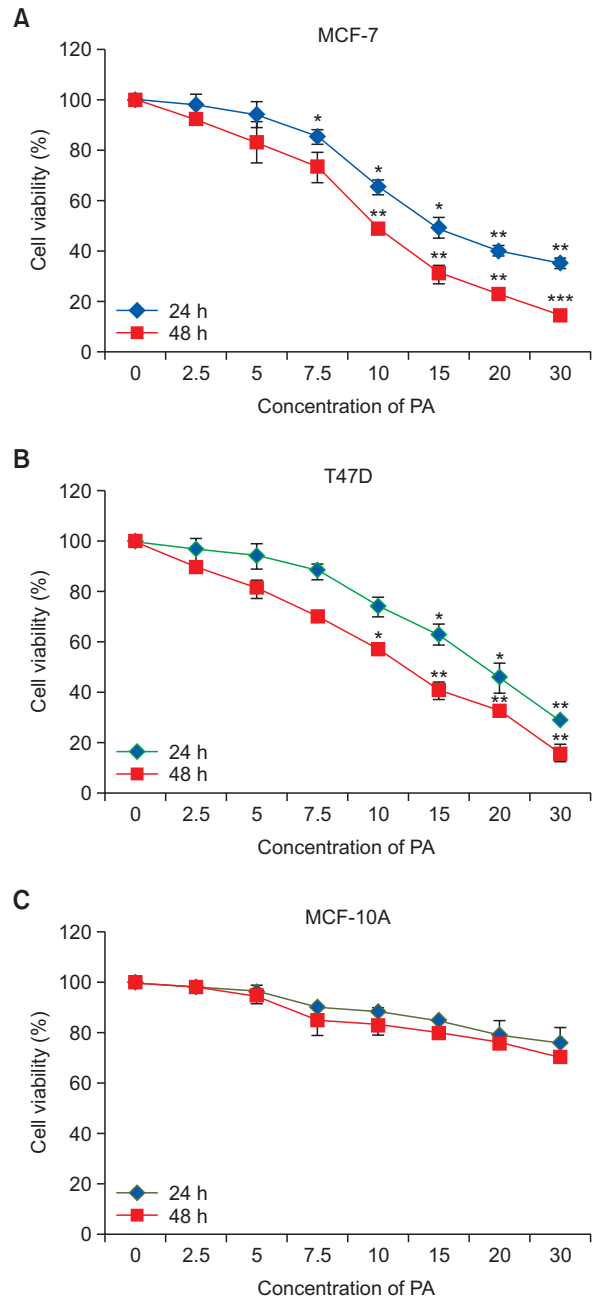 A
MCF-7
120
100
80
60
40
20
0
Cell viability (%)
*
*
*
**
**
**
**
**
***
24 h
48 h
0 2.5 5 7.5 10 15 20 30
Concentration of PA
B
T47D
120
100
80
60
40
20
0
Cell viability (%)
*
*
**
*
**
**
**
24 h
48 h
0 2.5 5 7.5 10 15 20 30
Concentration of PA
C
MCF-10A
120
100
80
60
40
20
0
Cell viability (%)
24 h
48 h
0 2.5 5 7.5 10 15 20 30
Concentration of PA